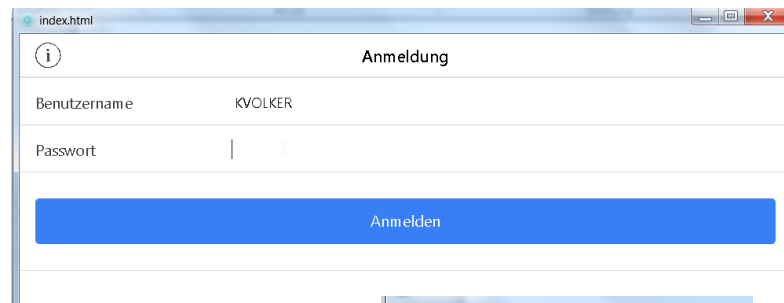 index.html
i
Anmeldung
Benutzername KVOLKER
Passwort
Anmelden